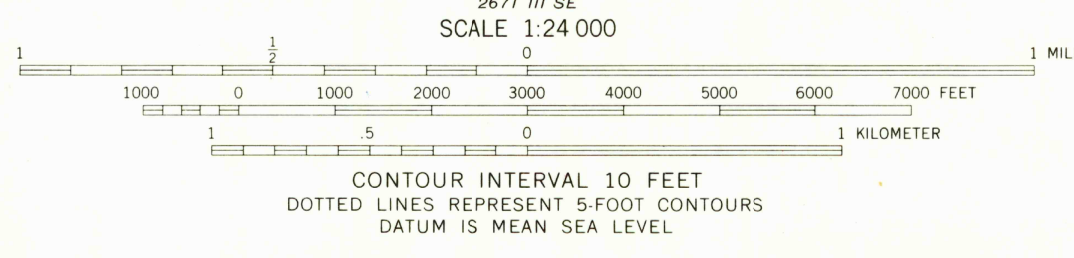 2671 III SE
SCALE 1:24 000
1 1/2 0 1 MIL
1000 0 1000 2000 3000 4000 5000 6000 7000 FEET
1 .5 0 1 KILOMETER
CONTOUR INTERVAL 10 FEET
DOTTED LINES REPRESENT 5-FOOT CONTOURS
DATUM IS MEAN SEA LEVEL